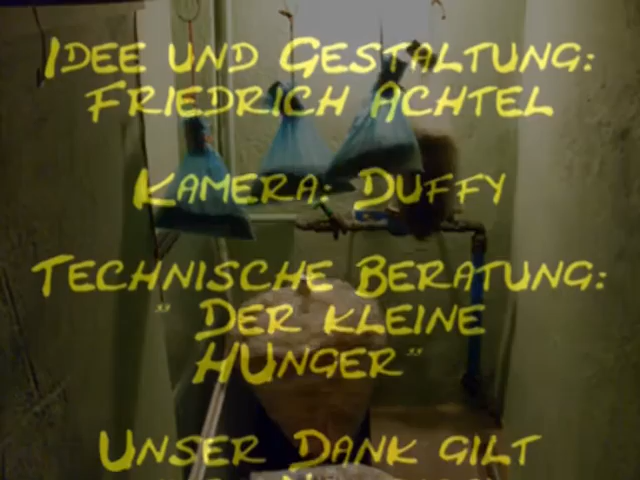 Idee und Gestaltung:
Friedrich Achtel
Kamera: Duffy
Technische Beratung:
" Der kleine
Hunger"
Unser Dank gilt